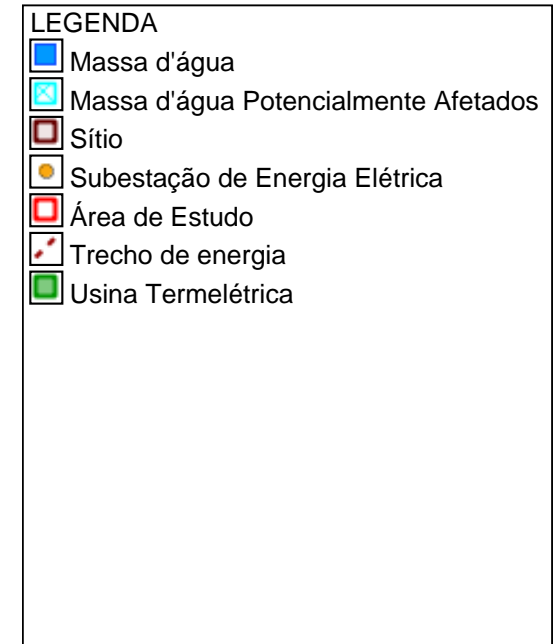 LEGENDA
Massa d'água
Massa d'água Potencialmente Afetados
Sítio
Subestação de Energia Elétrica
Área de Estudo
Trecho de energia
Usina Termelétrica